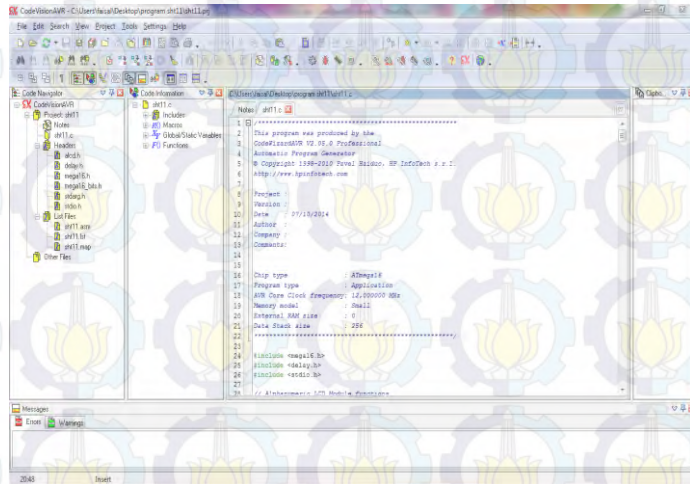 CodeVisionAVR - C:\Users\faisal\Desktop\program sht11\sht11.prj
File Edit Search View Project Tools Settings Help
Code Navigator
CodeVisionAVR
Project: sht11
Notes
sht11.c
Headers
alcd.h
delay.h
mega16.h
mega16_bits.h
stdarg.h
stdio.h
List Files
sht11.asm
sht11.lst
sht11.map
Other Files
Code Information
sht11.c
Includes
Macros
Global/Static Variables
Functions
C:\Users\faisal\Desktop\program sht11\sht11.c
Notes sht11.c
1 /*****************************************************
2 This program was produced by the
3 CodeWizardAVR V2.05.0 Professional
4 Automatic Program Generator
5 © Copyright 1998-2010 Pavel Haiduc, HP InfoTech s.r.l.
6 http://www.hpinfotech.com
7
8 Project :
9 Version :
10 Date : 07/10/2014
11 Author :
12 Company :
13 Comments:
14
15
16 Chip type : ATmega16
17 Program type : Application
18 AVR Core Clock frequency: 12.000000 MHz
19 Memory model : Small
20 External RAM size : 0
21 Data Stack size : 256
22 *****************************************************/
23
24 #include <mega16.h>
25 #include <delay.h>
26 #include <stdio.h>
27
28 // Alphanumeric LCD Module functions
Messages
Errors Warnings
20:48 Insert